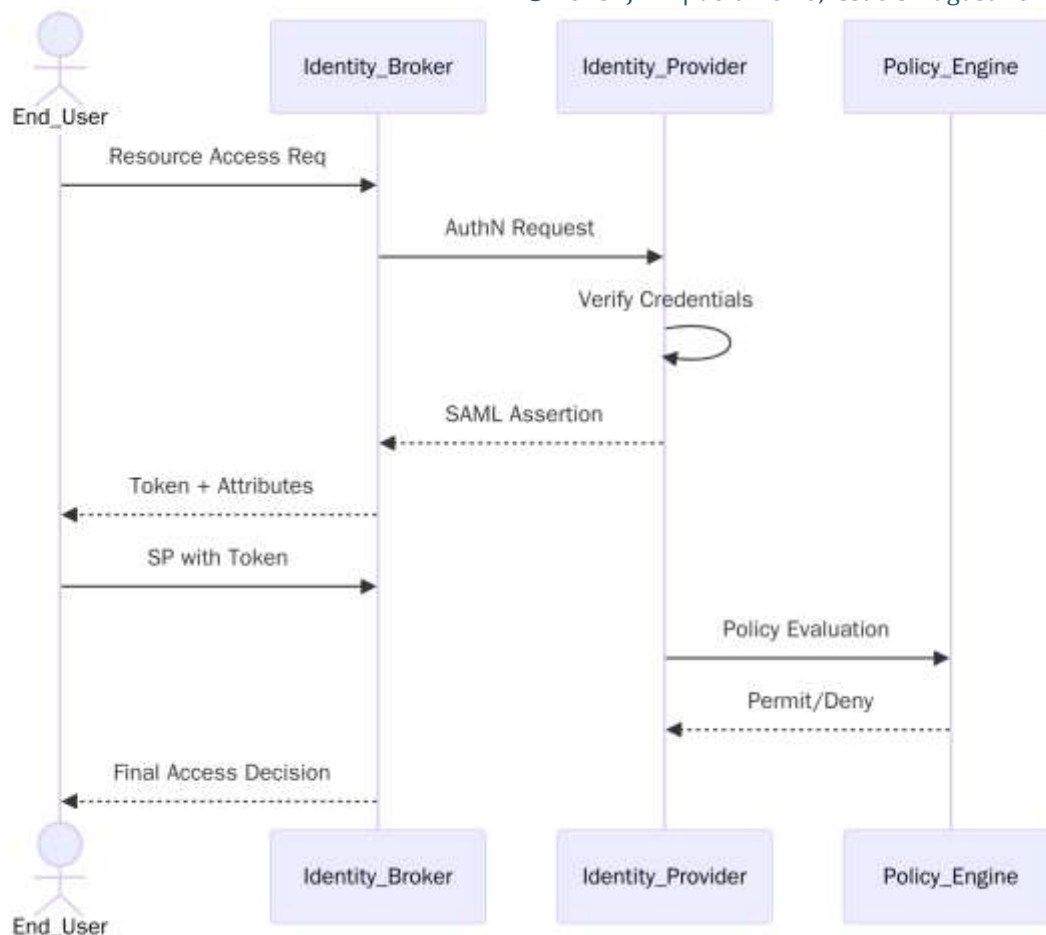 Identity_Broker
Identity_Provider
Policy_Engine
End_User
Resource Access Req
AuthN Request
Verify Credentials
SAML Assertion
Token + Attributes
SP with Token
Policy Evaluation
Permit/Deny
Final Access Decision
Identity_Broker
Identity_Provider
Policy_Engine
End_User